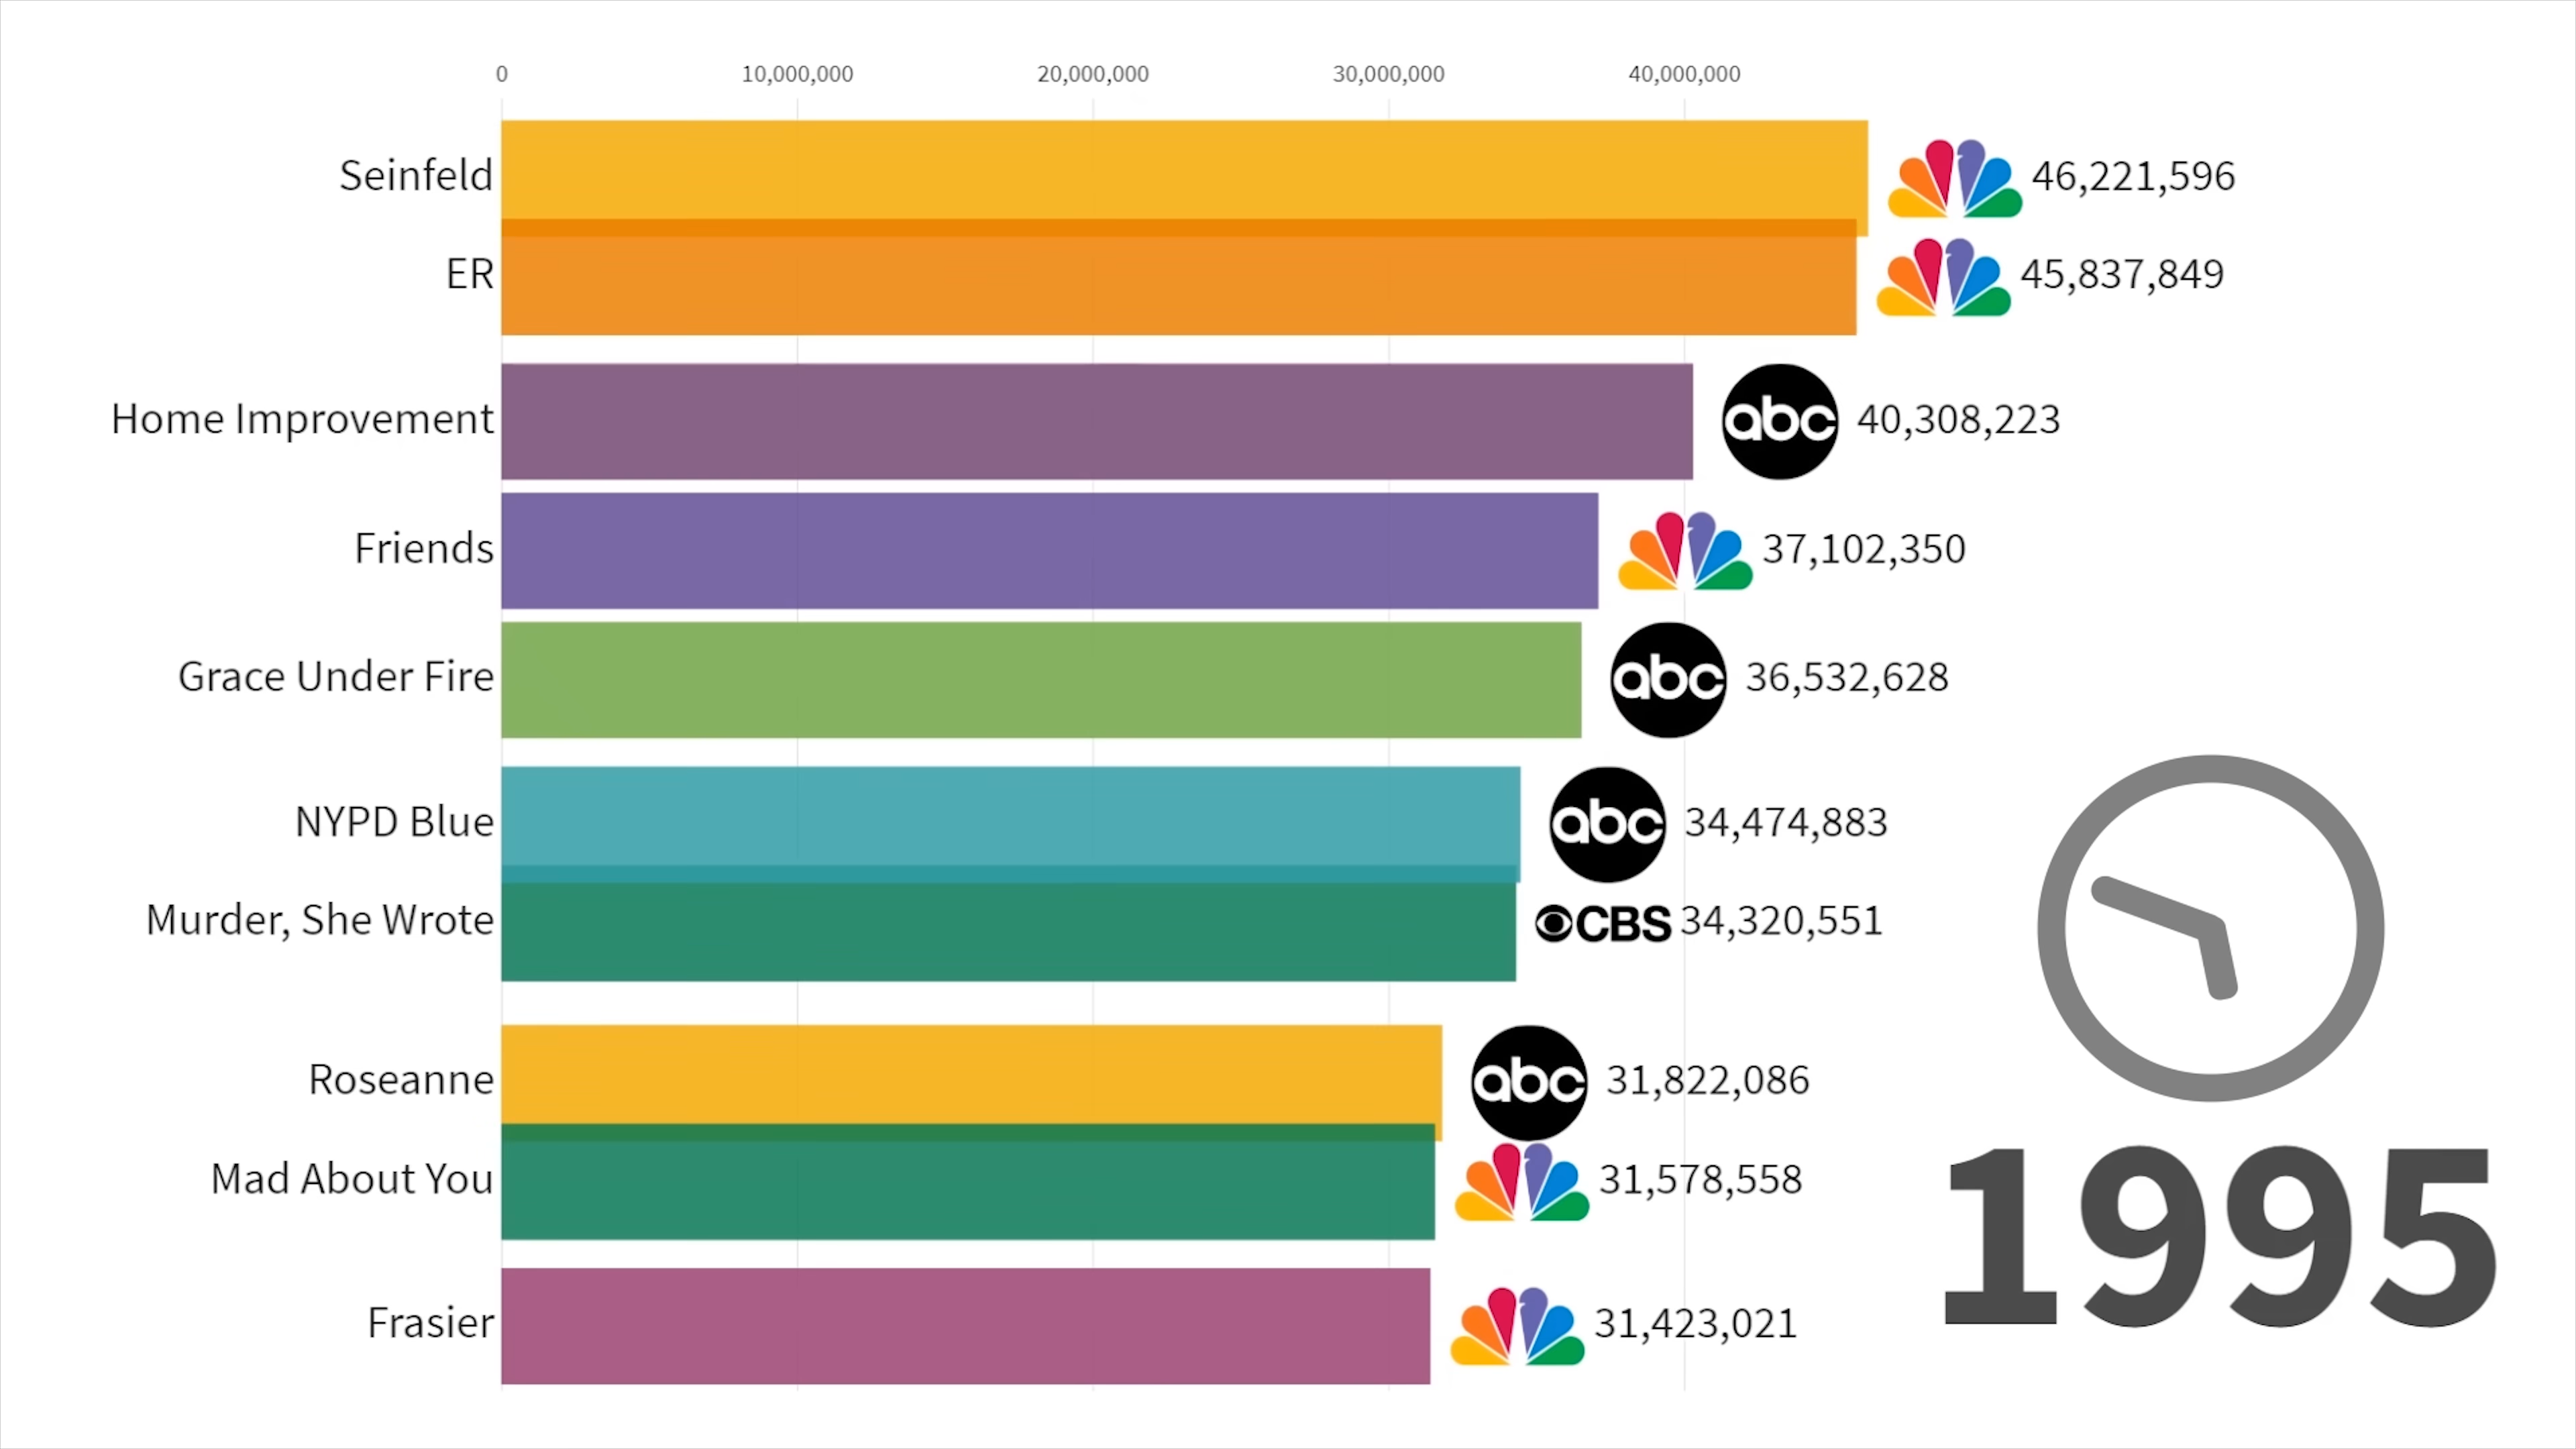 0 10,000,000 20,000,000 30,000,000 40,000,000
Seinfeld 46,221,596
ER 45,837,849
Home Improvement abc 40,308,223
Friends 37,102,350
Grace Under Fire abc 36,532,628
NYPD Blue abc 34,474,883
Murder, She Wrote CBS 34,320,551
Roseanne abc 31,822,086
Mad About You 31,578,558
Frasier 31,423,021
1995